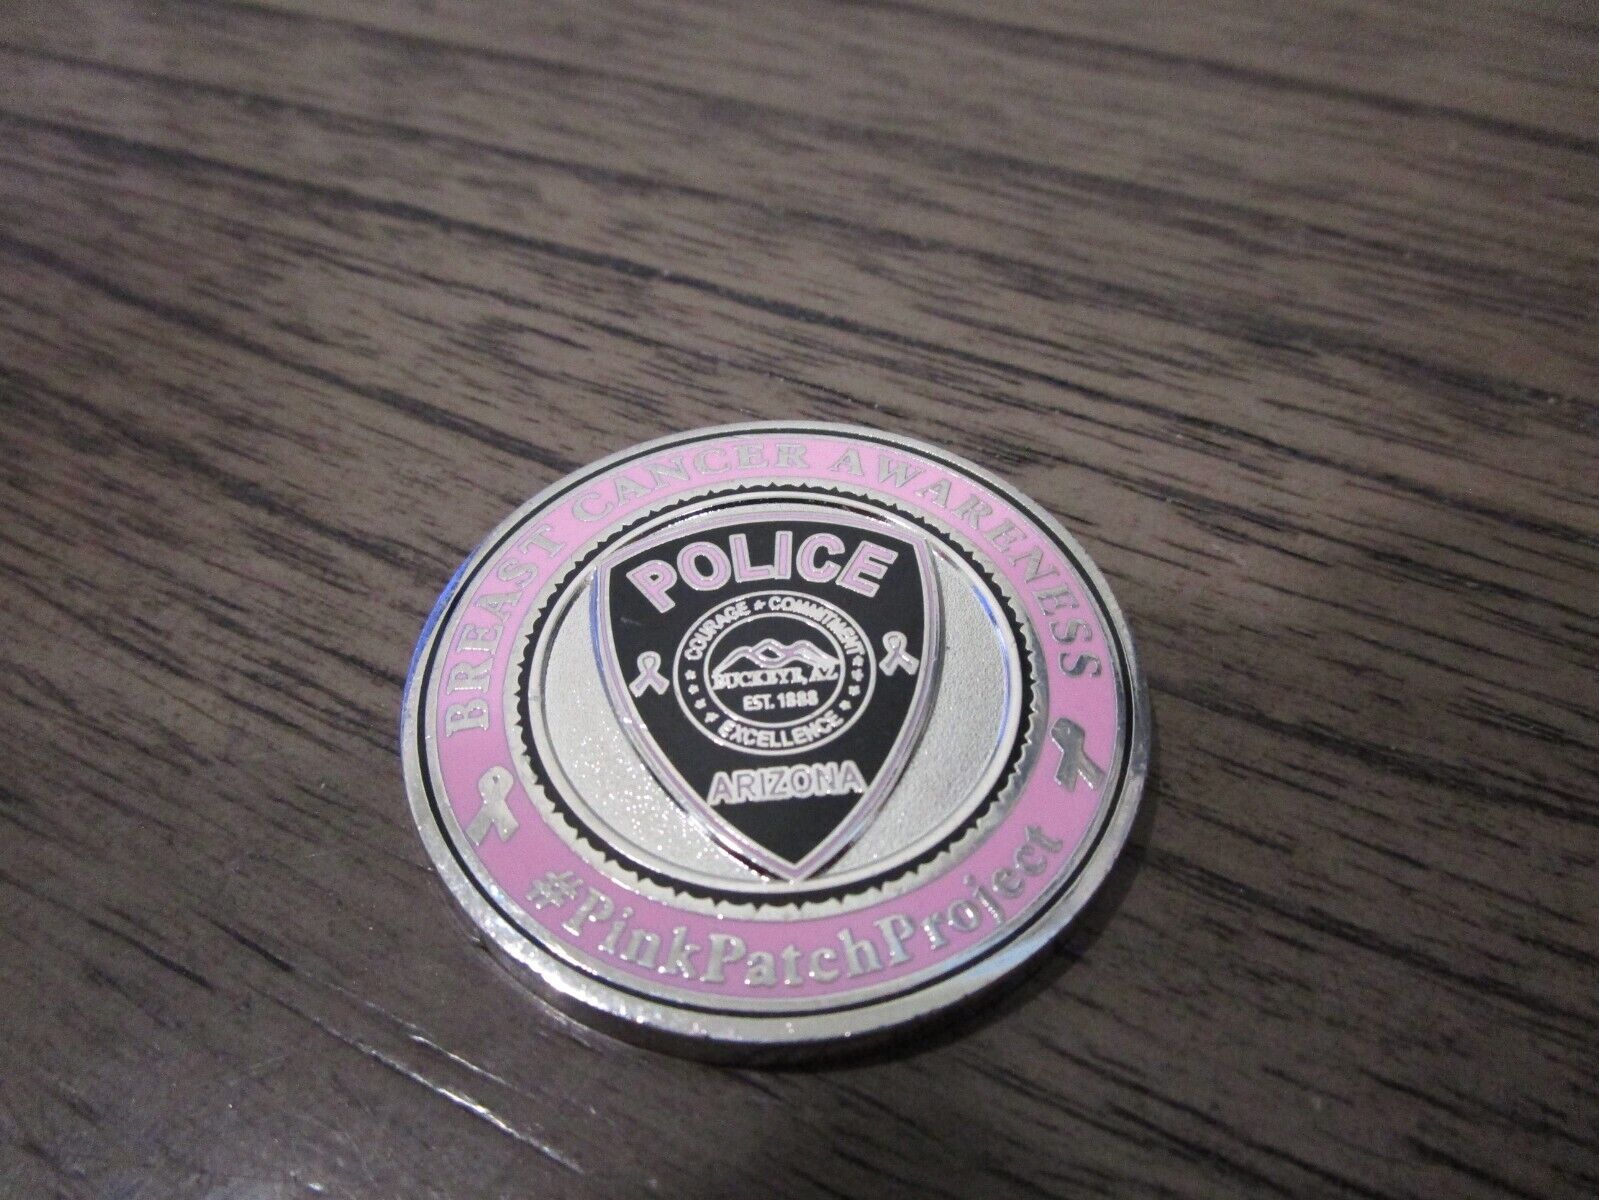 BREAST CANCER AWARENESS
POLICE
COURAGE ★ COMMITMENT
BUCKEYE, AZ
EST. 1888
EXCELLENCE
ARIZONA
#PinkPatchProject